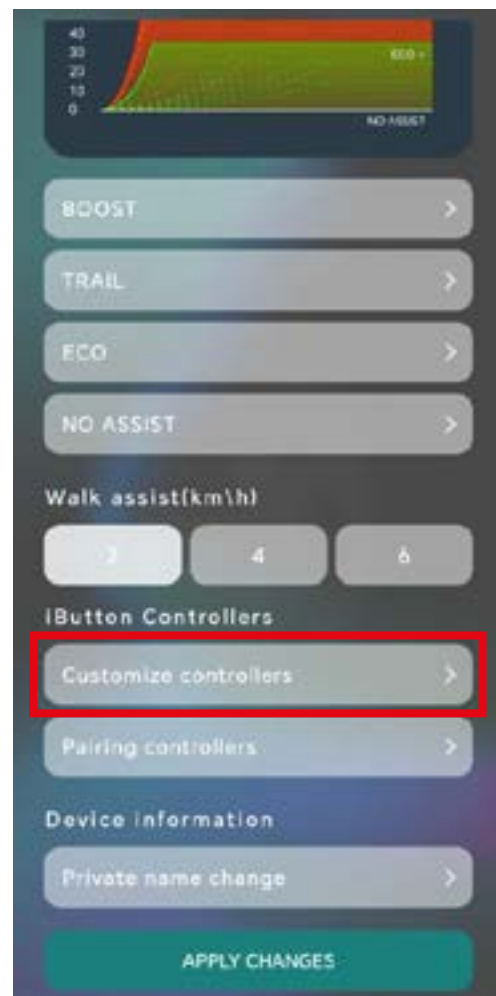 40
30
20
10
0
ECO +
NO ASSIST
BOOST
TRAIL
ECO
NO ASSIST
Walk assist(km\h)
4
6
iButton Controllers
Customize controllers
Pairing controllers
Device information
Private name change
APPLY CHANGES